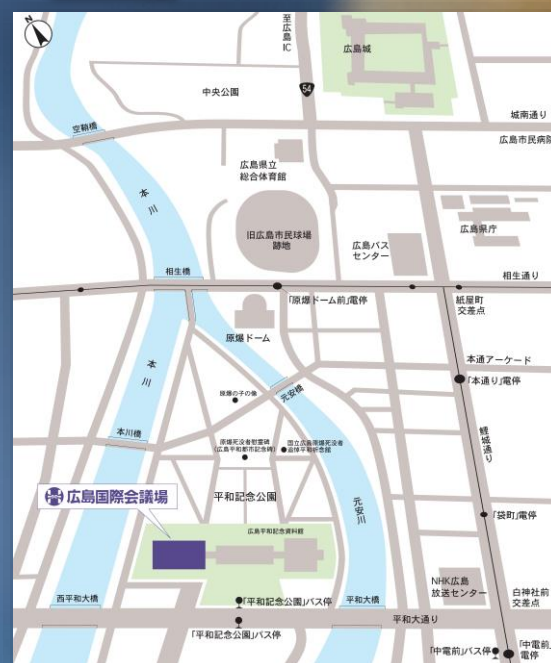 N
至広島IC
54
広島城
中央公園
城南通り
空鞘橋
広島市民病院
広島県立
総合体育館
本川
旧広島市民球場
跡地
広島バス
センター
広島県庁
相生橋
相生通り
「原爆ドーム前」電停
紙屋町
交差点
原爆ドーム
本通アーケード
「本通り」電停
本川
原爆の子の像
元安橋
鯉城通り
本川橋
原爆死没者慰霊碑
(広島平和都市記念碑)
国立広島原爆死没者
追悼平和祈念館
広島国際会議場
平和記念公園
元安川
「袋町」電停
広島平和記念資料館
NHK広島
放送センター
白神社前
交差点
西平和大橋
「平和記念公園」バス停
平和大橋
平和大通り
「平和記念公園」バス停
「中電前」バス停
「中電前」
電停